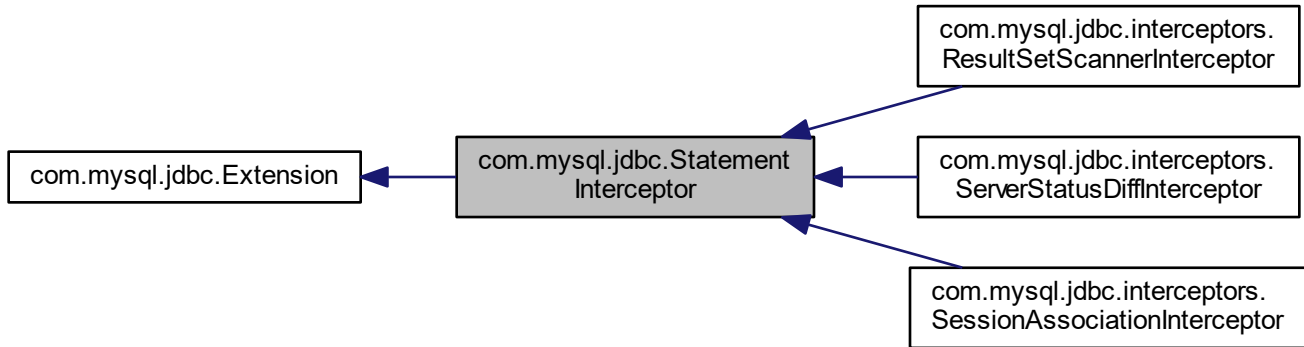 com.mysql.jdbc.interceptors.
ResultSetScannerInterceptor
com.mysql.jdbc.Extension
com.mysql.jdbc.Statement
Interceptor
com.mysql.jdbc.interceptors.
ServerStatusDiffInterceptor
com.mysql.jdbc.interceptors.
SessionAssociationInterceptor